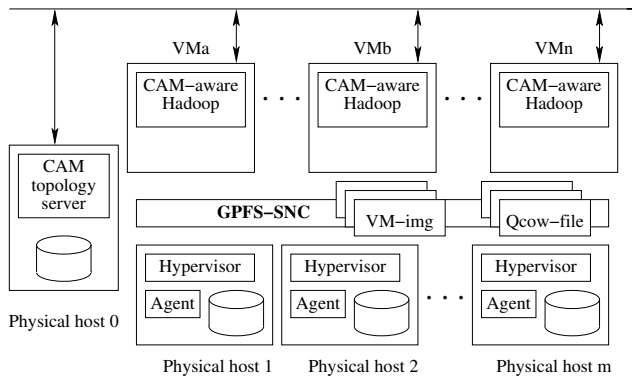 VMa
VMb
VMn
CAM-aware
Hadoop
. . .
CAM-aware
Hadoop
. . .
CAM-aware
Hadoop
CAM
topology
server
GPFS-SNC
VM-img
Qcow-file
Hypervisor
Agent
Hypervisor
Agent
. . .
Hypervisor
Agent
Physical host 0
Physical host 1
Physical host 2
Physical host m